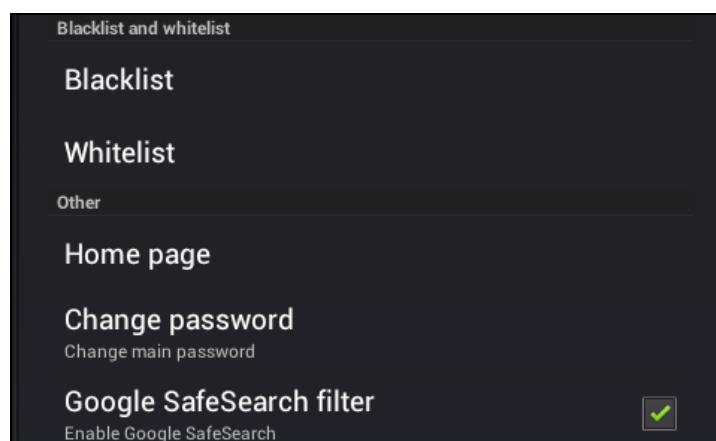 Blacklist and whitelist
Blacklist
Whitelist
Other
Home page
Change password
Change main password
Google SafeSearch filter
Enable Google SafeSearch